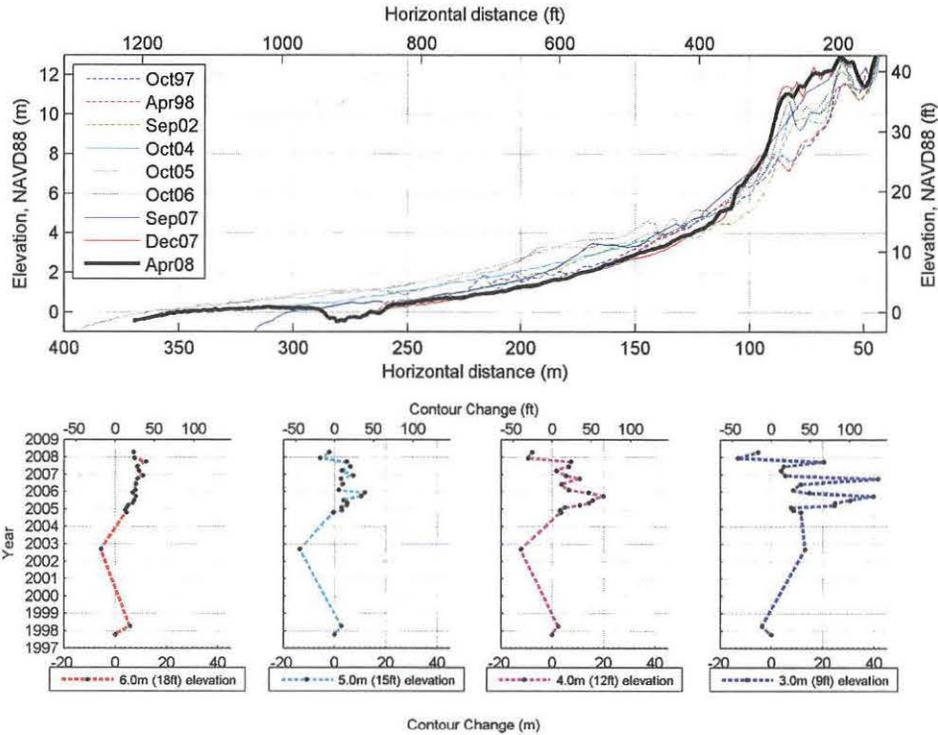 Horizontal distance (ft)
1200 1000 800 600 400 200
Elevation, NAVD88 (m)
12
10
8
6
4
2
0
Oct97
Apr98
Sep02
Oct04
Oct05
Oct06
Sep07
Dec07
Apr08
40
30
20
10
0
Elevation, NAVD88 (ft)
400 350 300 250 200 150 100 50
Horizontal distance (m)
Contour Change (ft)
-50 0 50 100
-50 0 50 100
-50 0 50 100
-50 0 50 100
Year
2009
2008
2007
2006
2005
2004
2003
2002
2001
2000
1999
1998
1997
-20 0 20 40
-20 0 20 40
-20 0 20 40
-20 0 20 40
6.0m (18ft) elevation
5.0m (15ft) elevation
4.0m (12ft) elevation
3.0m (9ft) elevation
Contour Change (m)